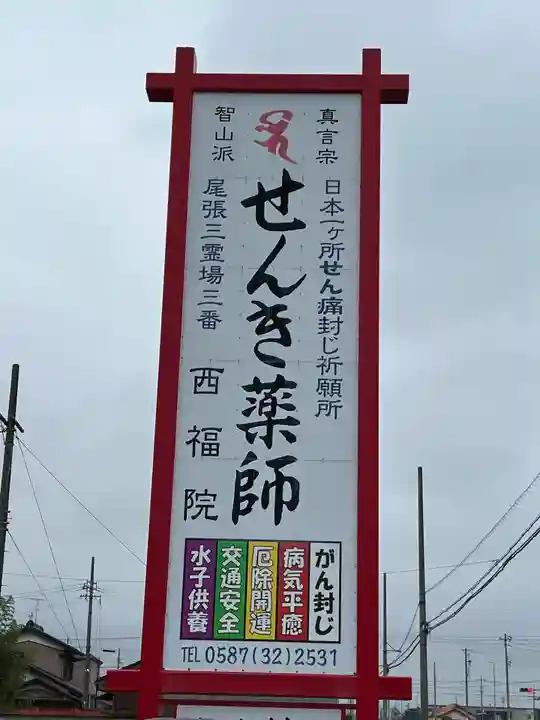 真言宗
智山派
日本一ヶ所せん痛封じ祈願所
せんき薬師
尾張三霊場三番
西福院
がん封じ
病気平癒
厄除開運
交通安全
水子供養
TEL 0587(32)2531